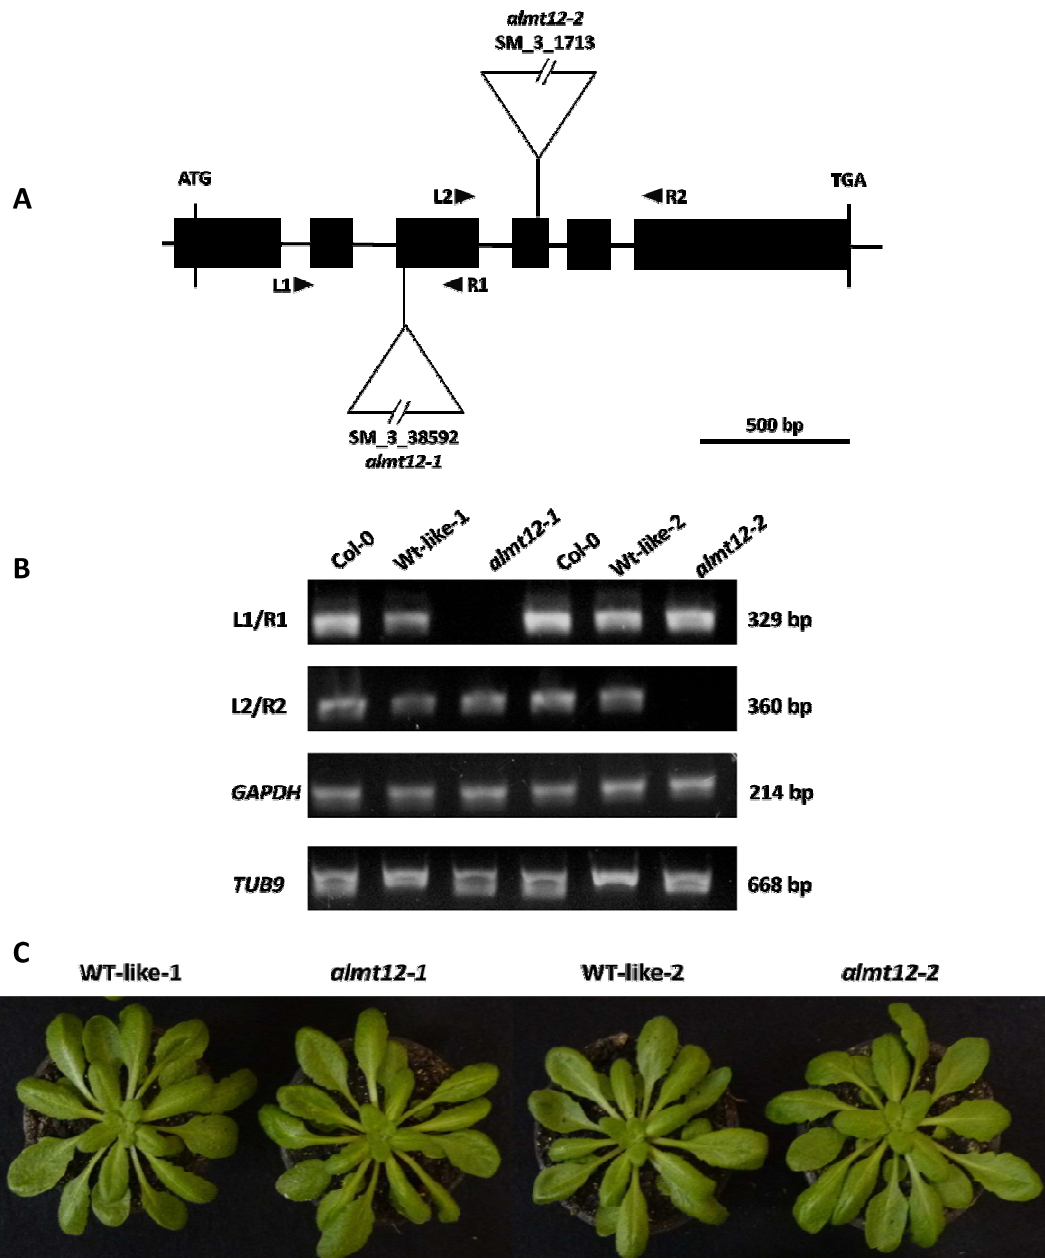 almt12-2
SM_3_1713
A
ATG
L2
R2
TGA
L1
R1
SM_3_38592
almt12-1
500 bp
B
Col-0 Wt-like-1 almt12-1 Col-0 Wt-like-2 almt12-2
L1/R1 329 bp
L2/R2 360 bp
GAPDH 214 bp
TUB9 668 bp
C
WT-like-1 almt12-1 WT-like-2 almt12-2